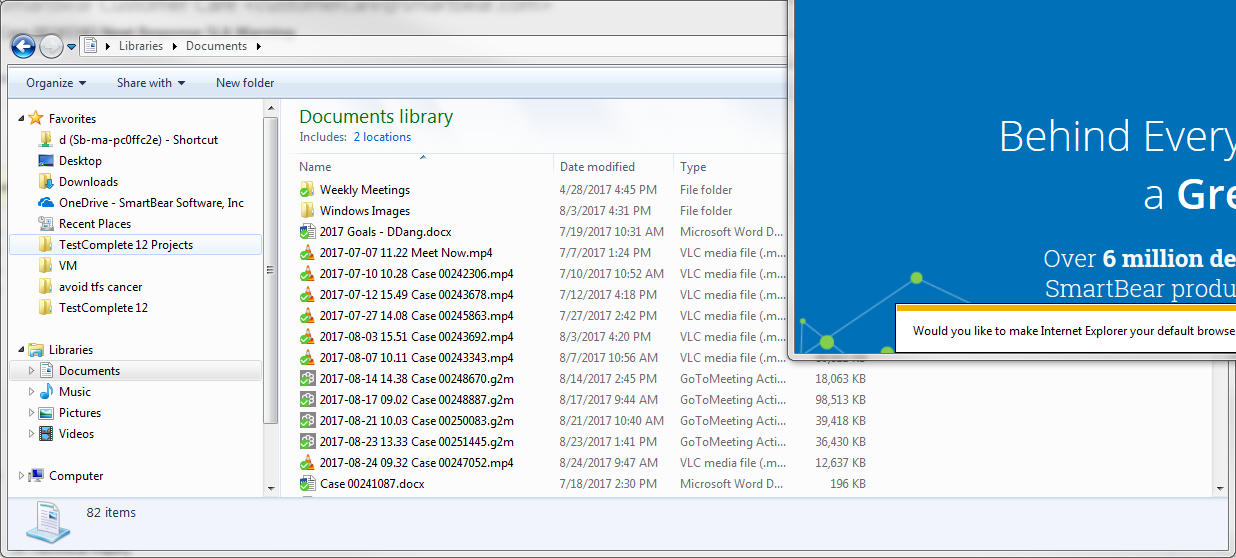 Libraries Documents
Organize Share with New folder
Favorites
d (Sb-ma-pc0ffc2e) - Shortcut
Desktop
Downloads
OneDrive - SmartBear Software, Inc
Recent Places
TestComplete 12 Projects
VM
avoid tfs cancer
TestComplete 12
Libraries
Documents
Music
Pictures
Videos
Computer
Documents library
Includes: 2 locations
Name Date modified Type
Weekly Meetings 4/28/2017 4:45 PM File folder
Windows Images 8/3/2017 4:31 PM File folder
2017 Goals - DDang.docx 7/19/2017 10:31 AM Microsoft Word D...
2017-07-07 11.22 Meet Now.mp4 7/7/2017 1:24 PM VLC media file (.m...
2017-07-10 10.28 Case 00242306.mp4 7/10/2017 10:52 AM VLC media file (.m...
2017-07-12 15.49 Case 00243678.mp4 7/12/2017 4:18 PM VLC media file (.m...
2017-07-27 14.08 Case 00245863.mp4 7/27/2017 2:42 PM VLC media file (.m...
2017-08-03 15.51 Case 00243692.mp4 8/3/2017 4:20 PM VLC media file (.m...
2017-08-07 10.11 Case 00243343.mp4 8/7/2017 10:56 AM VLC media file (.m...
2017-08-14 14.38 Case 00248670.g2m 8/14/2017 2:45 PM GoToMeeting Acti... 18,063 KB
2017-08-17 09.02 Case 00248887.g2m 8/17/2017 9:44 AM GoToMeeting Acti... 98,513 KB
2017-08-21 10.03 Case 00250083.g2m 8/21/2017 10:40 AM GoToMeeting Acti... 39,418 KB
2017-08-23 13.33 Case 00251445.g2m 8/23/2017 1:41 PM GoToMeeting Acti... 36,430 KB
2017-08-24 09.32 Case 00247052.mp4 8/24/2017 9:47 AM VLC media file (.m... 12,637 KB
Case 00241087.docx 7/18/2017 2:30 PM Microsoft Word D... 196 KB
82 items
Behind Every
a Gre
Over 6 million de
SmartBear produ
Would you like to make Internet Explorer your default browse